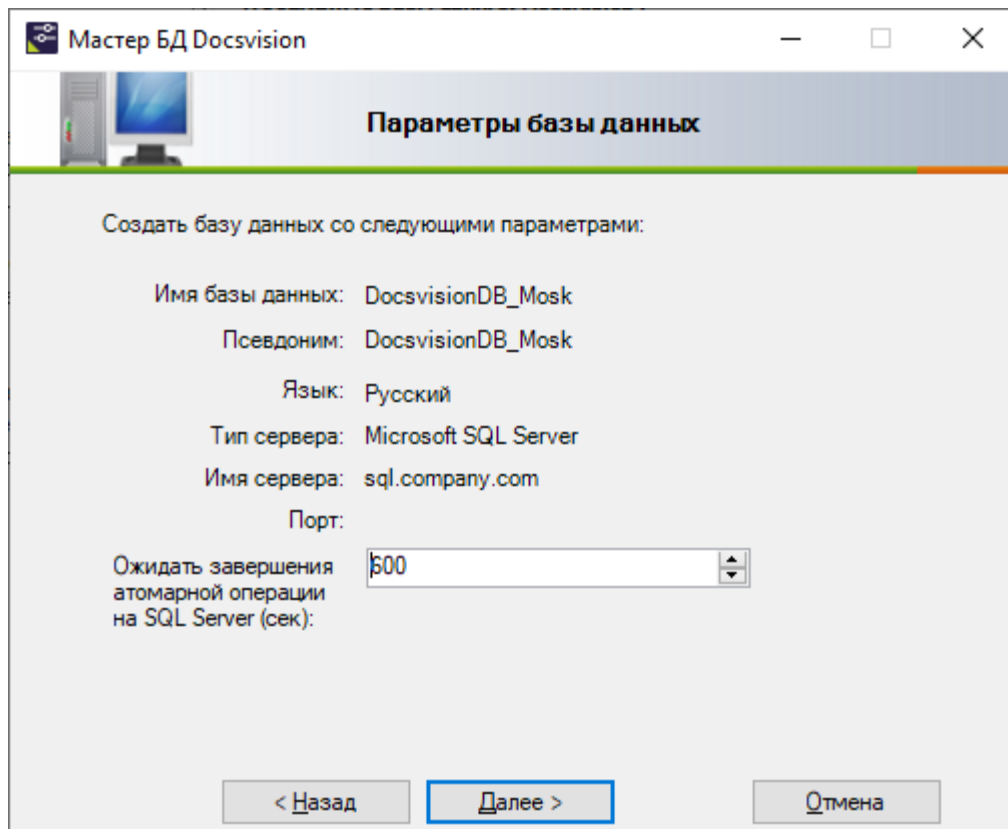 Мастер БД Docsvision
Параметры базы данных
Создать базу данных со следующими параметрами:
Имя базы данных: DocsvisionDB_Mosk
Псевдоним: DocsvisionDB_Mosk
Язык: Русский
Тип сервера: Microsoft SQL Server
Имя сервера: sql.company.com
Порт:
Ожидать завершения 600
атомарной операции
на SQL Server (сек):
< Назад Далее > Отмена